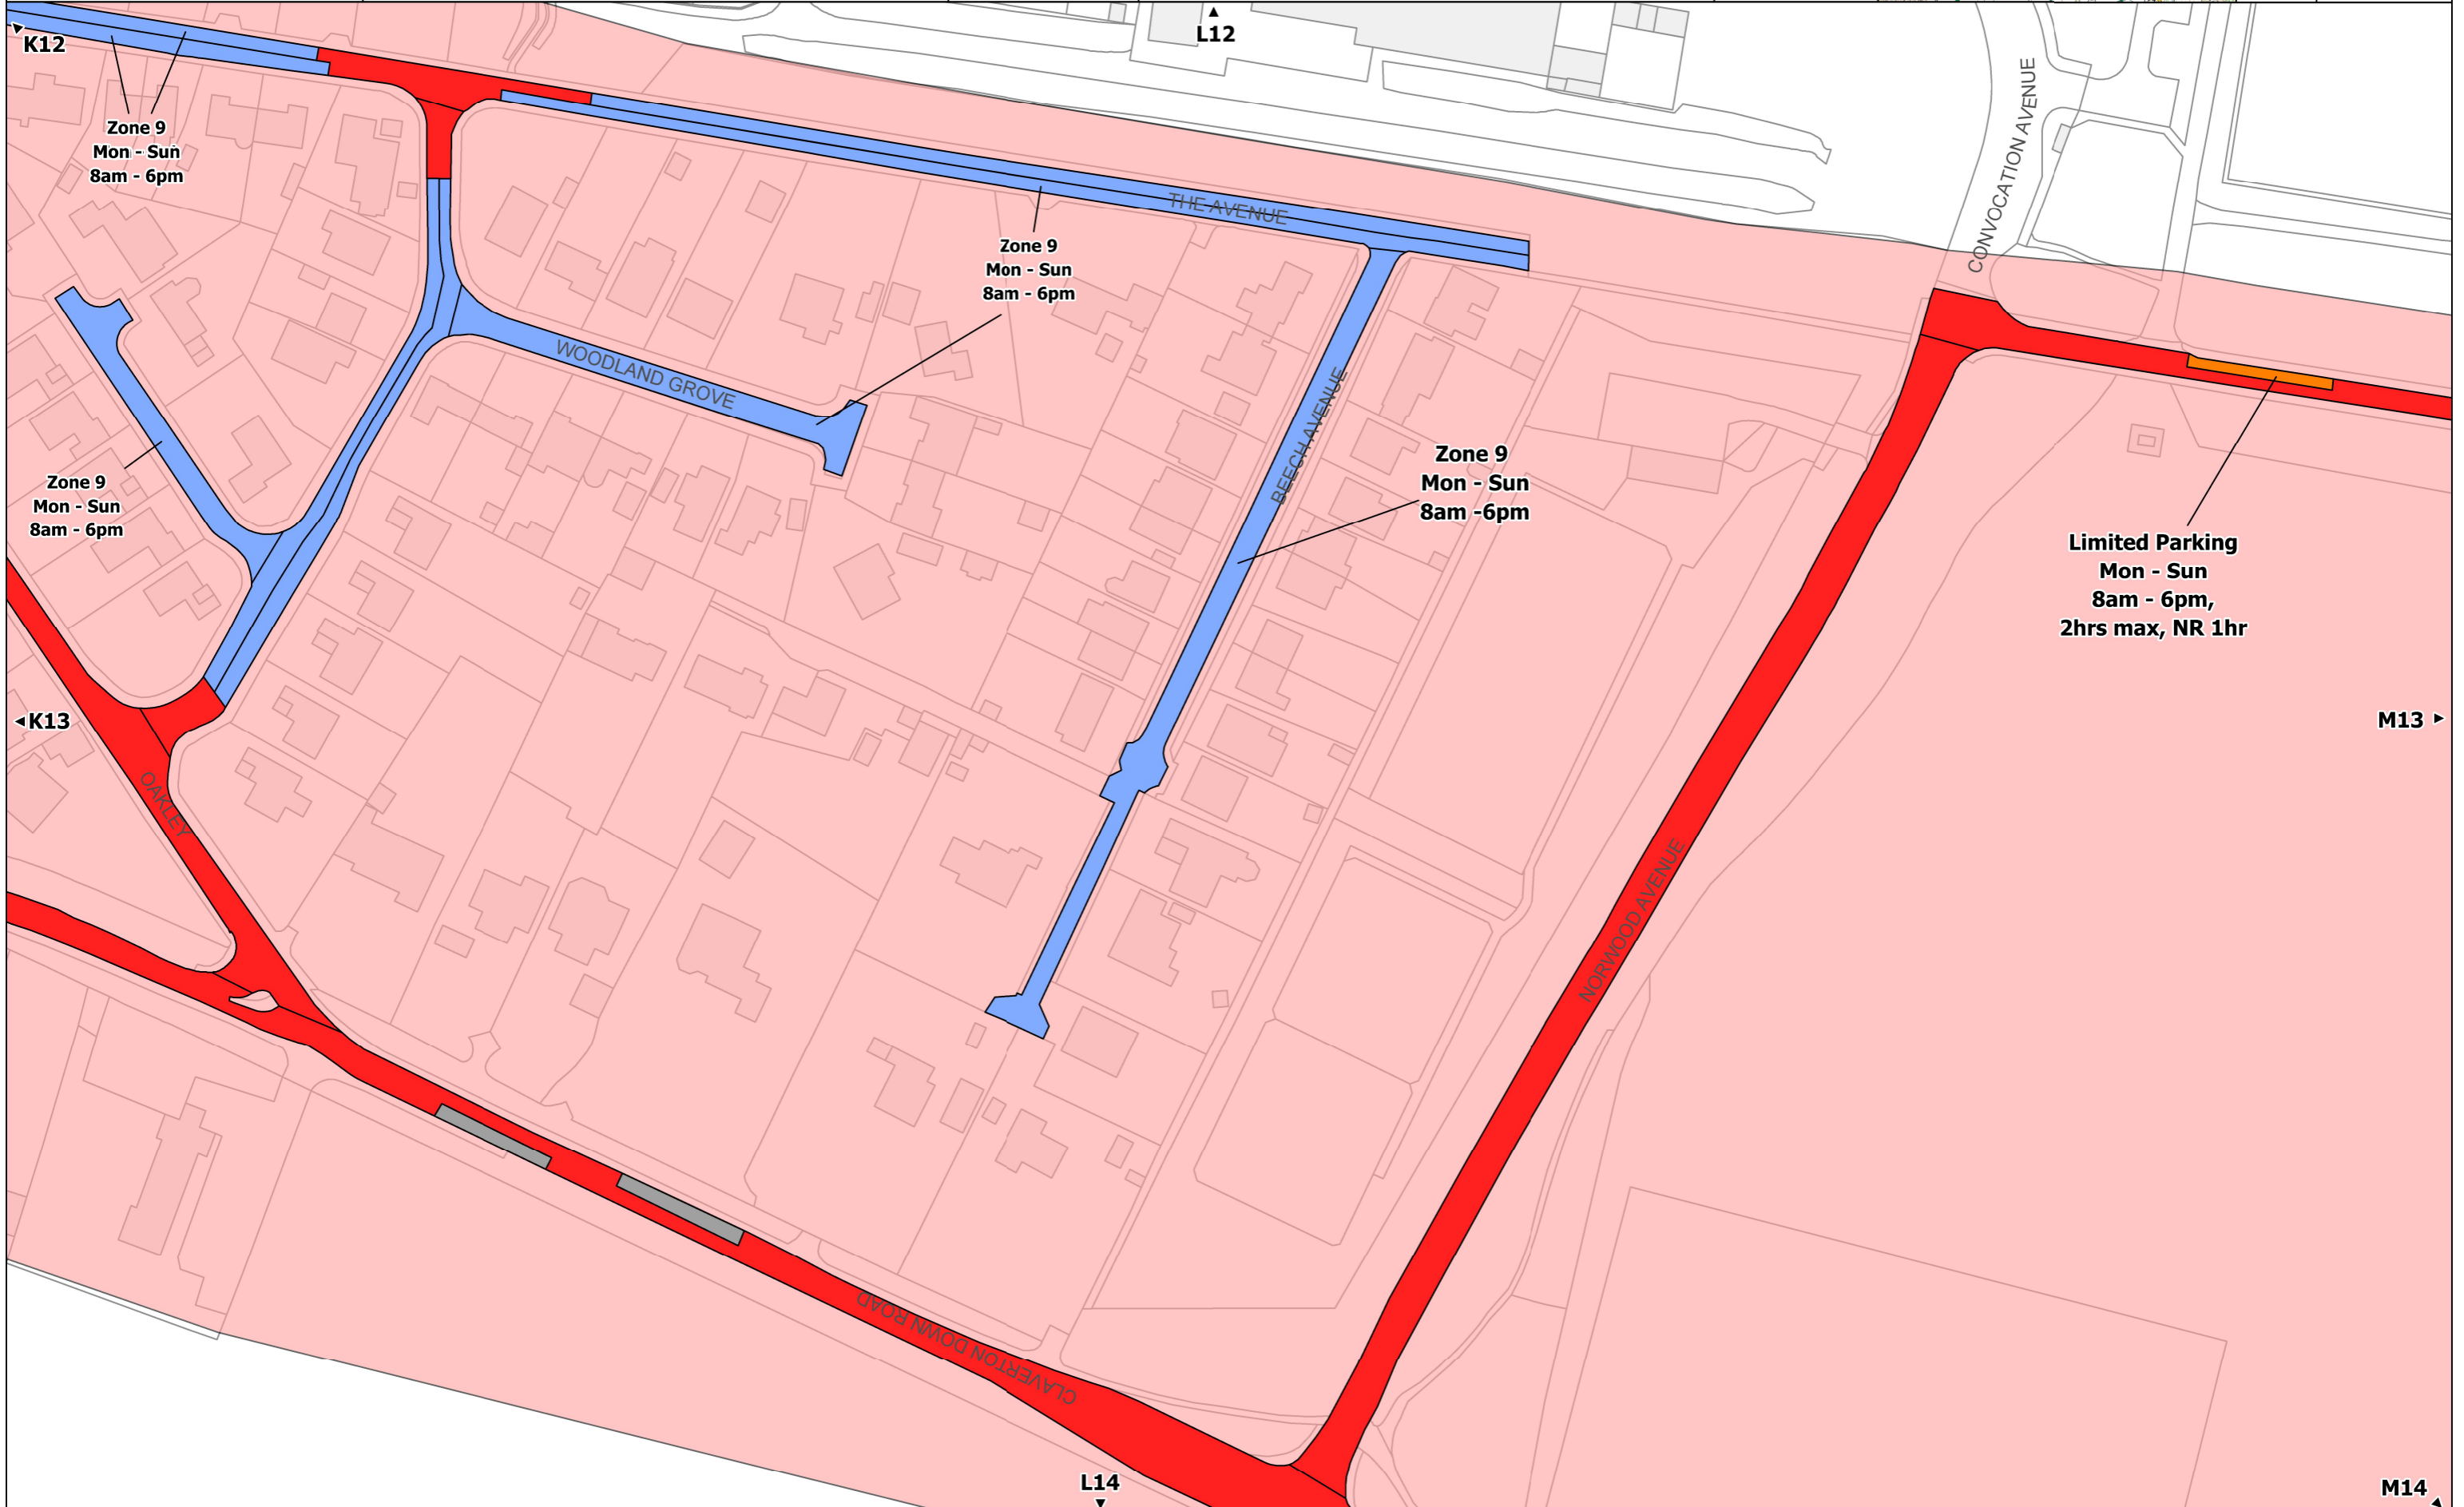 K12
L12
CONVOCATION AVENUE
Zone 9
Mon - Sun
8am - 6pm
THE AVENUE
Zone 9
Mon - Sun
8am - 6pm
WOODLAND GROVE
BEECH AVENUE
Zone 9
Mon - Sun
8am -6pm
Zone 9
Mon - Sun
8am - 6pm
Limited Parking
Mon - Sun
8am - 6pm,
2hrs max, NR 1hr
K13
M13
OAKLEY
NORWOOD AVENUE
CLAVERTON DOWN ROAD
L14
M14